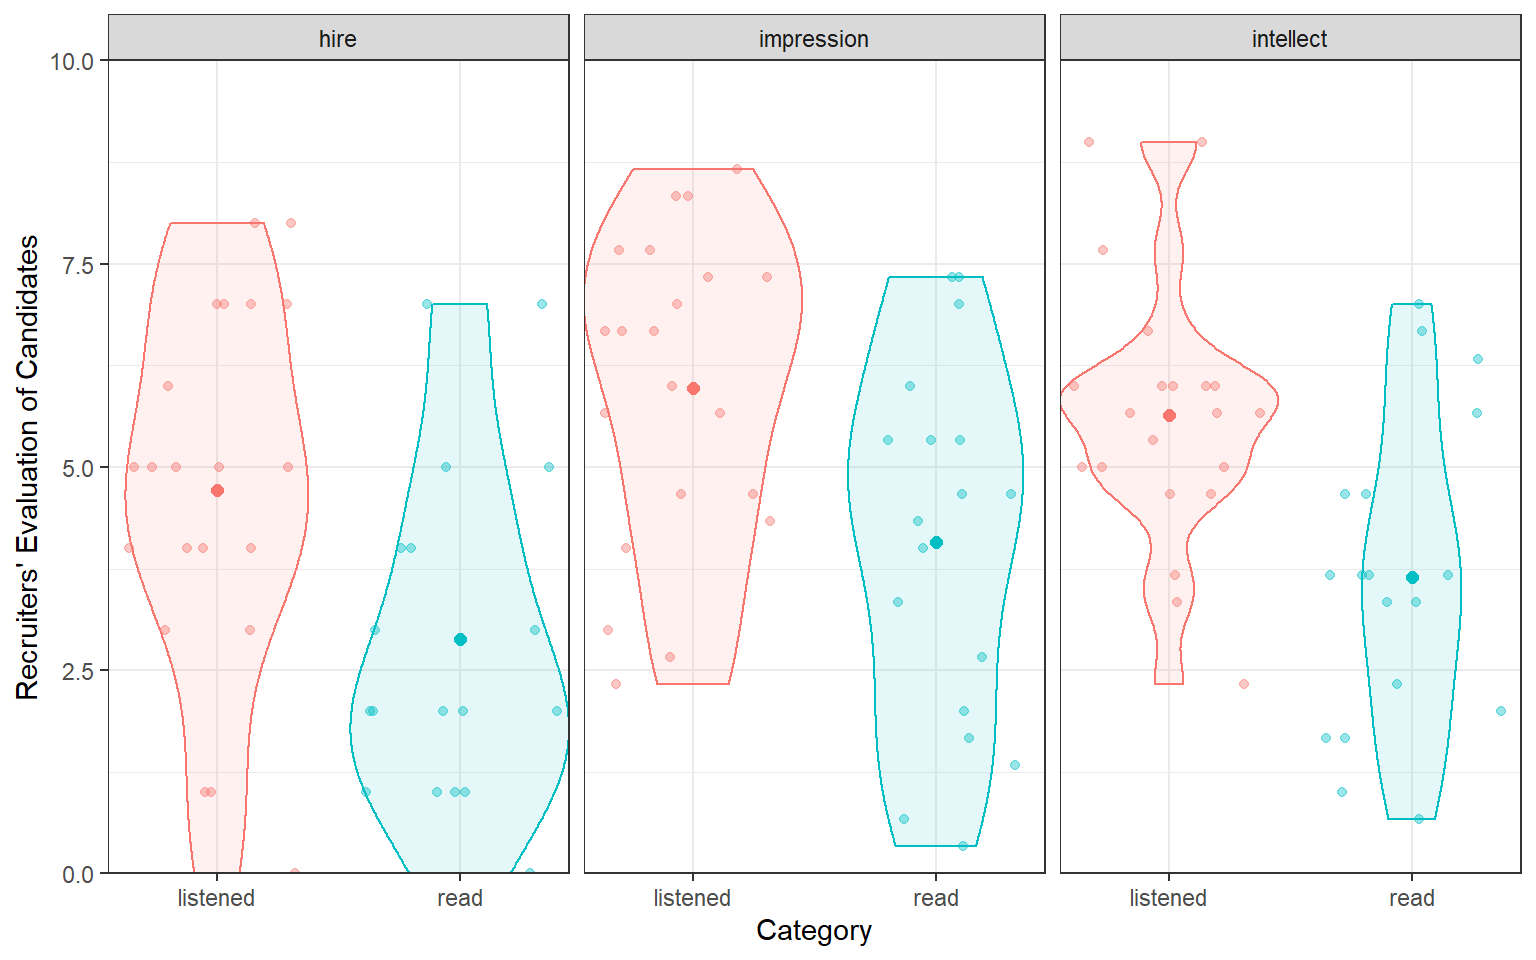 hire impression intellect
10.0
7.5
5.0
2.5
0.0
Recruiters' Evaluation of Candidates
listened read listened read listened read
Category